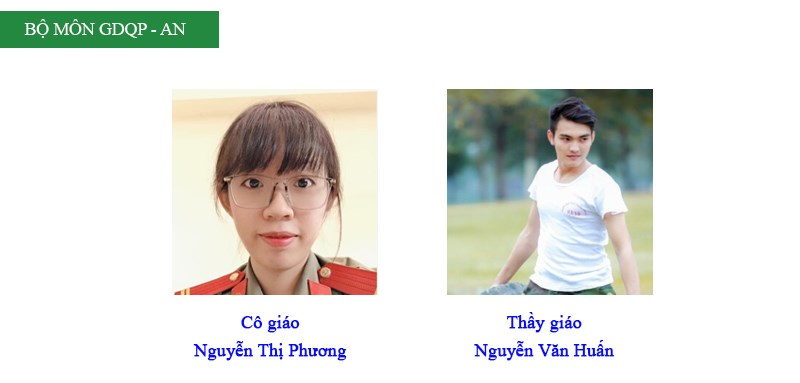 BỘ MÔN GDQP - AN
Cô giáo
Nguyễn Thị Phương
Thầy giáo
Nguyễn Văn Huấn